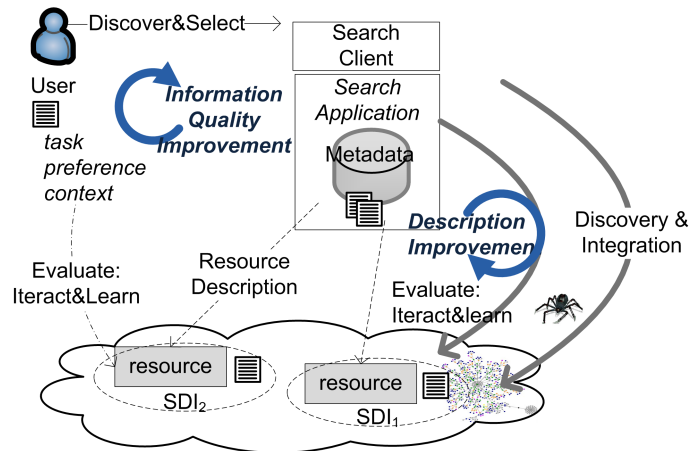 Discover&Select
Search
Client
User
task
preference
context
Information
Quality
Improvement
Search
Application
Metadata
Description
Improvemen
Discovery &
Integration
Evaluate:
Iteract&Learn
Resource
Description
Evaluate:
Iteract&learn
resource
SDI2
resource
SDI1